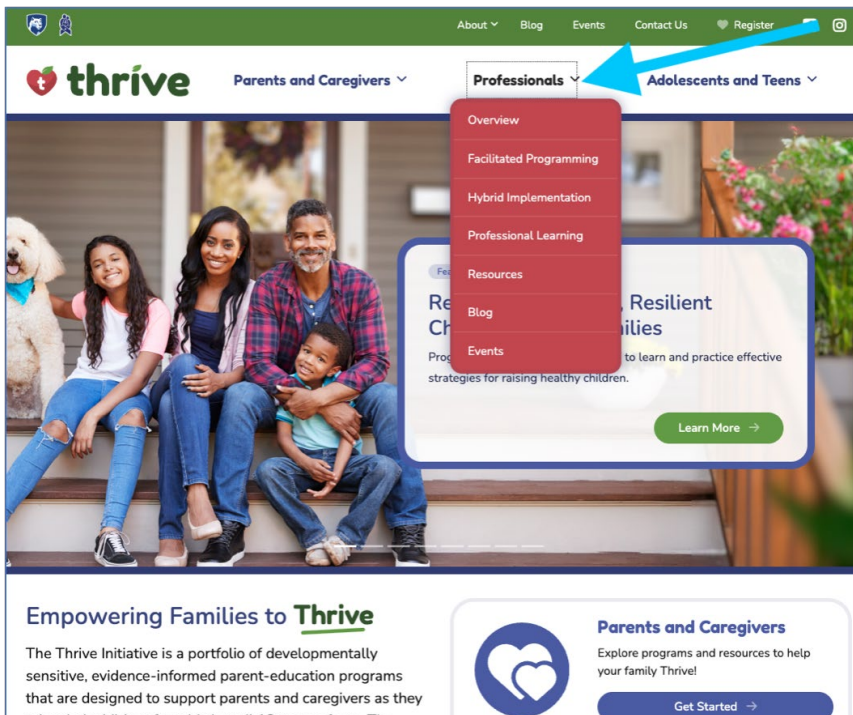 About Blog Events Contact Us Register
thrive
Parents and Caregivers Professionals Adolescents and Teens
Overview
Facilitated Programming
Hybrid Implementation
Professional Learning
Resources
Blog
Events
Re , Resilient
Ch ilies
to learn and practice effective
strategies for raising healthy children.
Learn More →
Empowering Families to Thrive
The Thrive Initiative is a portfolio of developmentally
sensitive, evidence-informed parent-education programs
that are designed to support parents and caregivers as they
Parents and Caregivers
Explore programs and resources to help
your family Thrive!
Get Started →